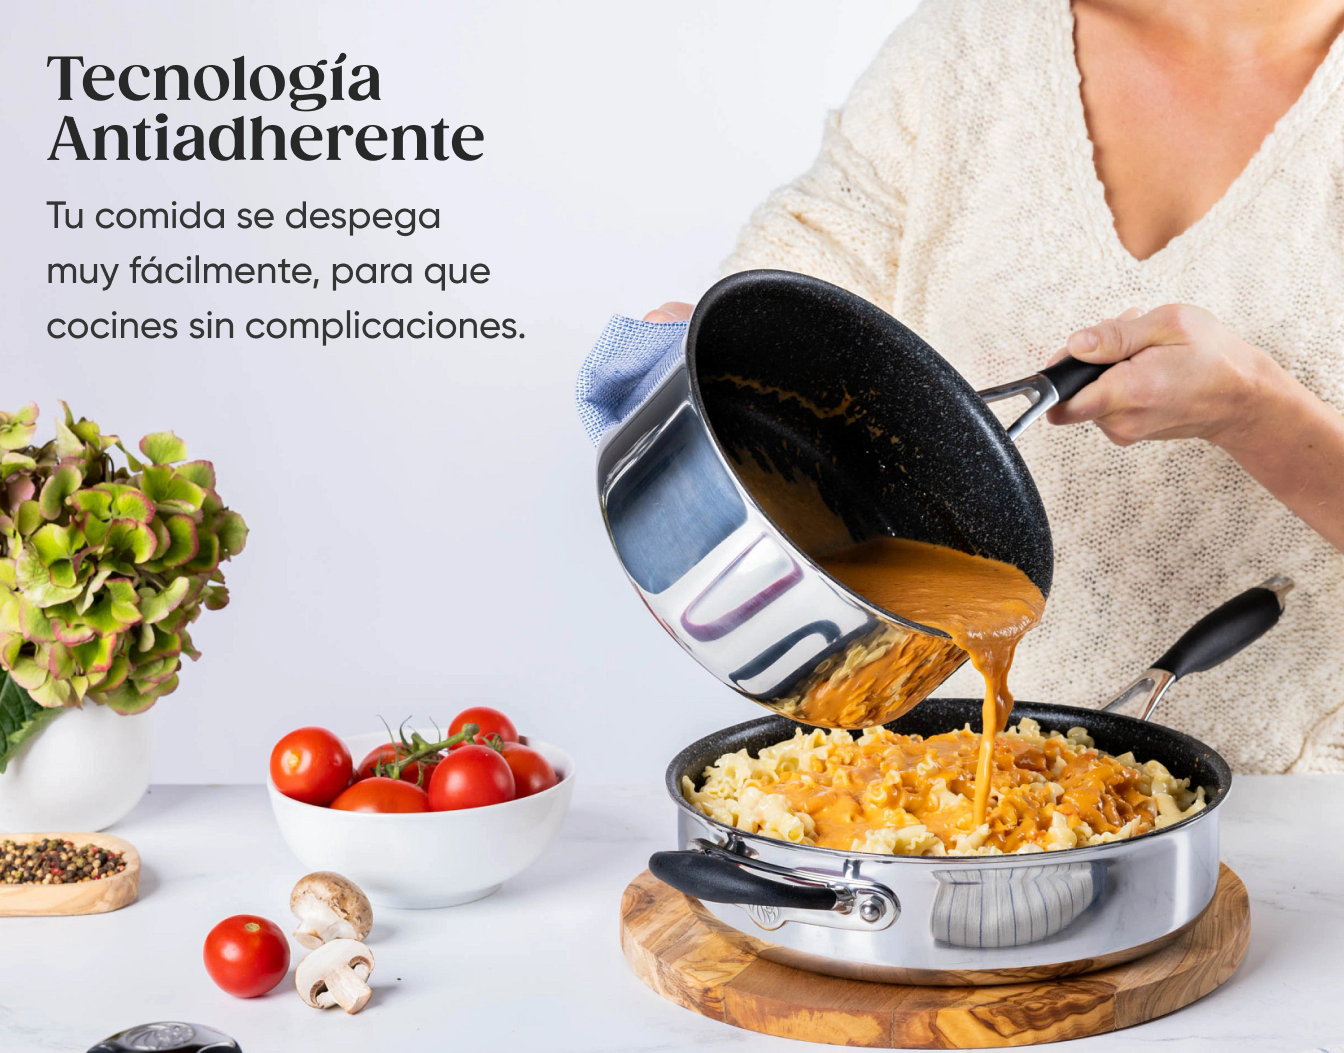 Tecnología
Antiadherente
Tu comida se despega
muy fácilmente, para que
cocines sin complicaciones.